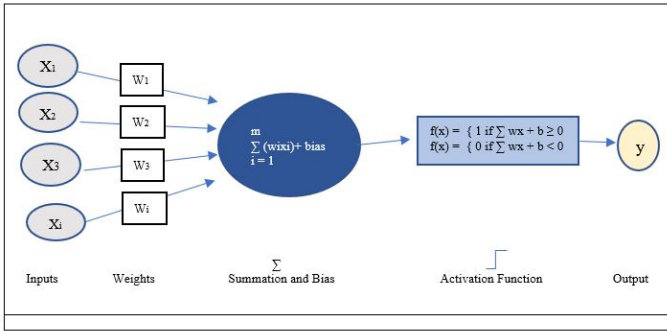 X1
W1
X2
W2
X3
W3
Xi
Wi
m
∑ (wixi)+ bias
i = 1
f(x) = { 1 if ∑ wx + b ≥ 0
f(x) = { 0 if ∑ wx + b < 0
y
∑
Inputs
Weights
Summation and Bias
Activation Function
Output